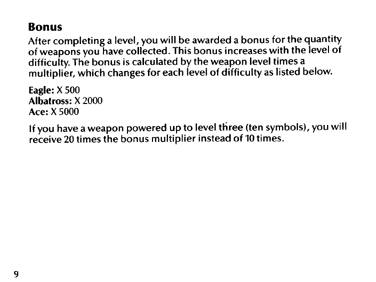 Bonus
After completing a level, you will be awarded a bonus for the quantity
of weapons you have collected. This bonus increases with the level of
difficulty. The bonus is calculated by the weapon level times a
multiplier, which changes for each level of difficulty as listed below.
Eagle: X 500
Albatross: X 2000
Ace: X 5000
If you have a weapon powered up to level three (ten symbols), you will
receive 20 times the bonus multiplier instead of 10 times.
9